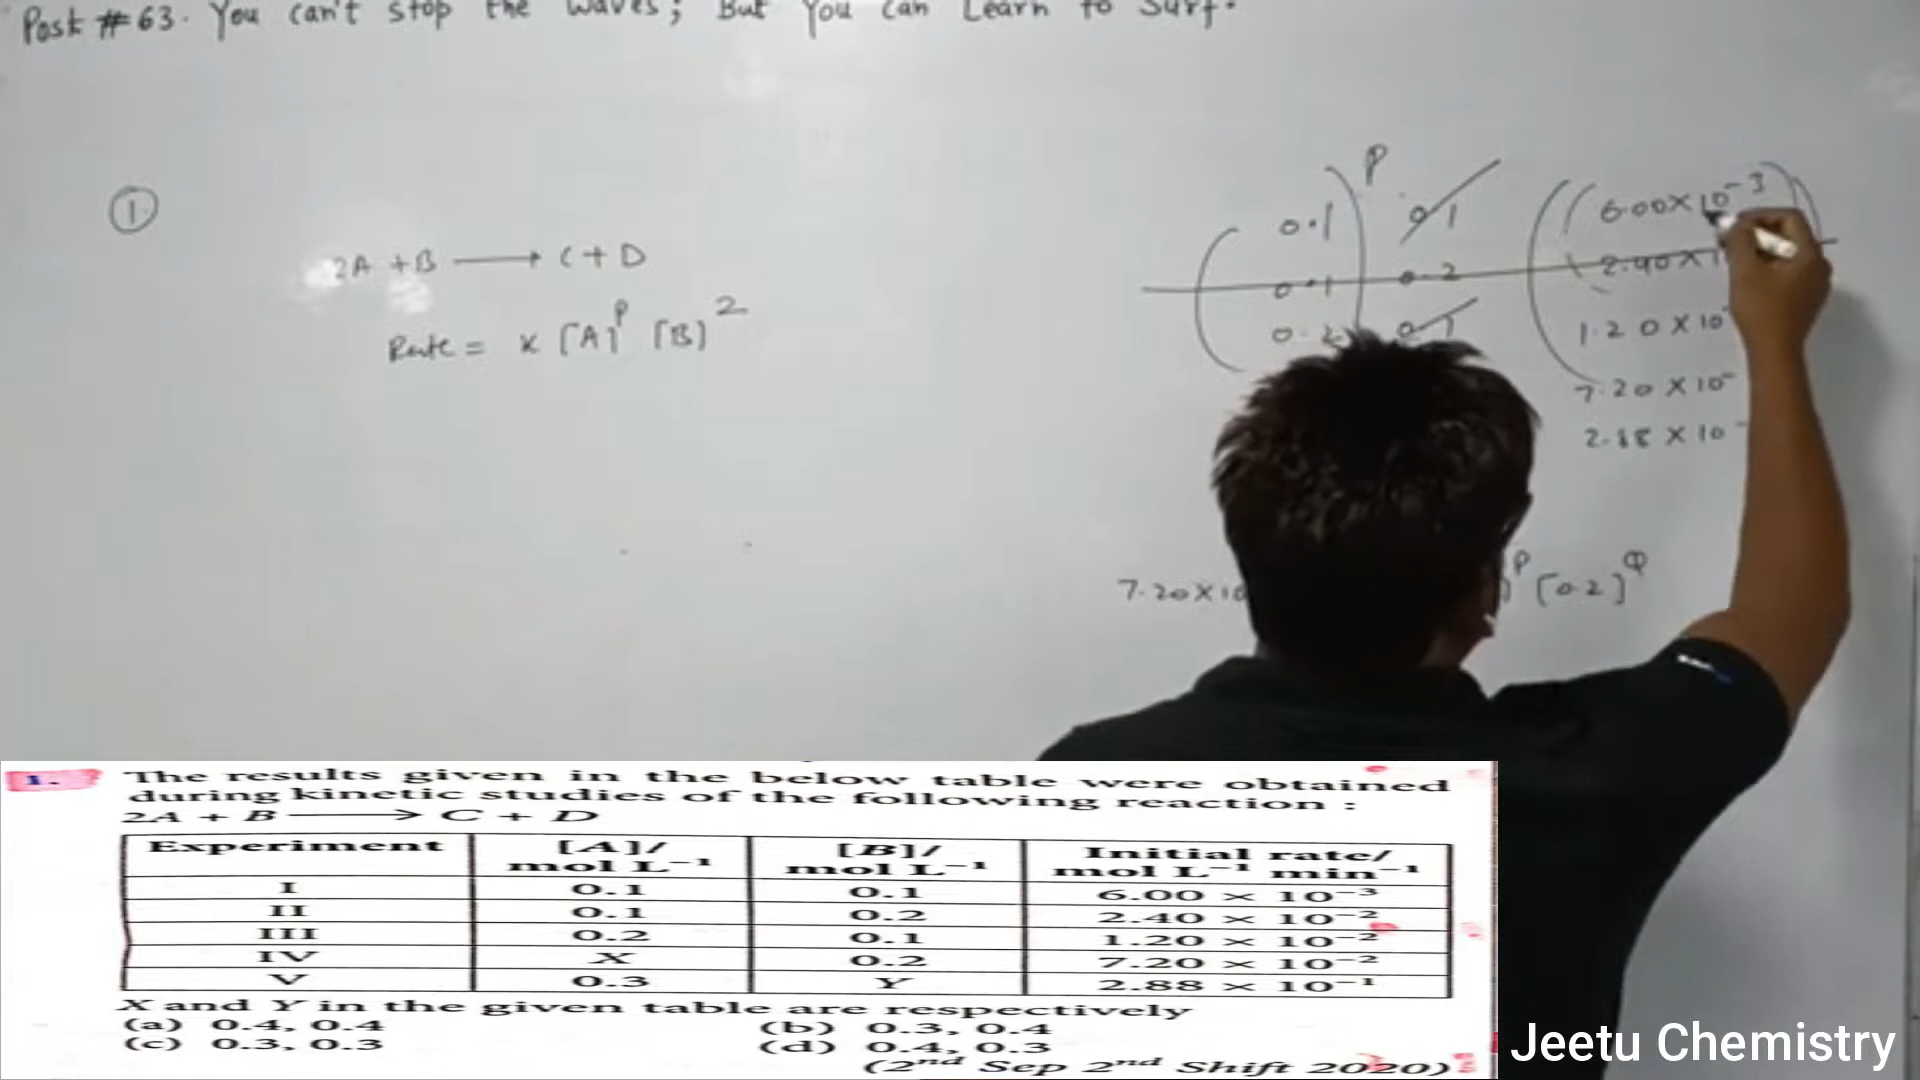 Post #63. You can't stop the waves; But you can Learn to Surf.
1.
2A + B ⟶ C + D
Rate = K [A]^P [B]^2
P
0.1 0.1 6.00×10^-3
0.1 0.2 2.40×1
0.2 0.1 1.20×10
7.20×10^-
2.88×10^-
7.20×10 ]^P [0.2]^Q
1. The results given in the below table were obtained
during kinetic studies of the following reaction :
2A + B ⟶ C + D
Experiment [A]/ mol L⁻¹ [B]/ mol L⁻¹ Initial rate/ mol L⁻¹ min⁻¹
I 0.1 0.1 6.00 × 10⁻³
II 0.1 0.2 2.40 × 10⁻²
III 0.2 0.1 1.20 × 10⁻²
IV X 0.2 7.20 × 10⁻²
V 0.3 Y 2.88 × 10⁻¹
X and Y in the given table are respectively
(a) 0.4, 0.4 (b) 0.3, 0.4
(c) 0.3, 0.3 (d) 0.4, 0.3
(2nd Sep 2nd Shift 2020)
Jeetu Chemistry